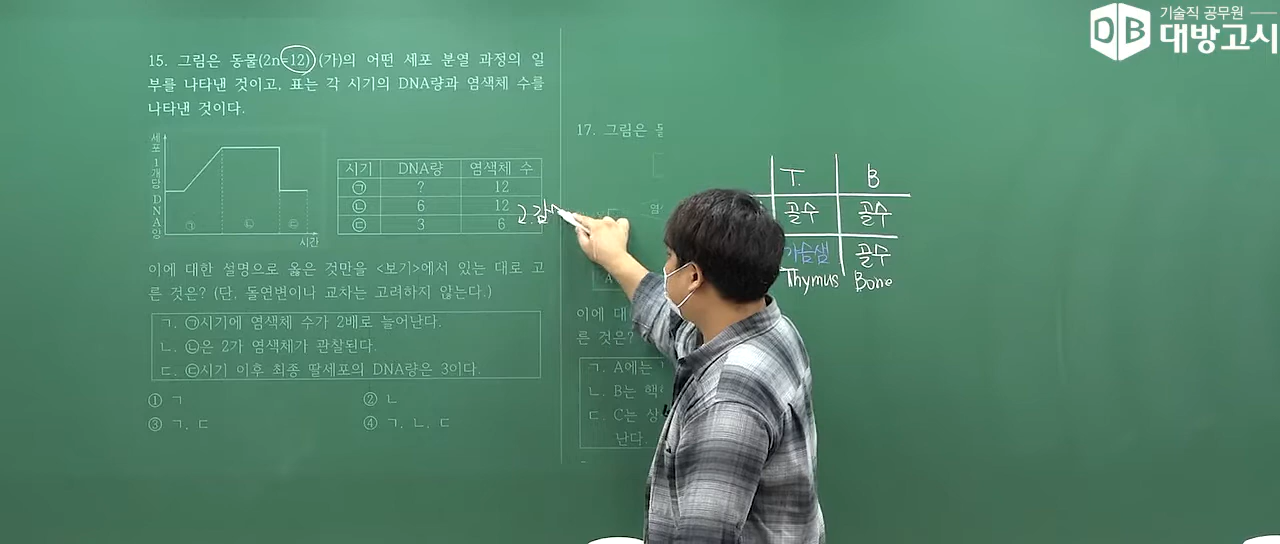 기술직 공무원
DB 대방고시
15. 그림은 동물(2n=12) (가)의 어떤 세포 분열 과정의 일
부를 나타낸 것이고, 표는 각 시기의 DNA량과 염색체 수를
나타낸 것이다.
세포 1개당 DNA양
㉠ ㉡ ㉢
시간
시기 DNA량 염색체 수
㉠ ? 12
㉡ 6 12
㉢ 3 6
이에 대한 설명으로 옳은 것만을 <보기>에서 있는 대로 고
른 것은? (단, 돌연변이나 교차는 고려하지 않는다.)
ㄱ. ㉠시기에 염색체 수가 2배로 늘어난다.
ㄴ. ㉡은 2가 염색체가 관찰된다.
ㄷ. ㉢시기 이후 최종 딸세포의 DNA량은 3이다.
① ㄱ ② ㄴ
③ ㄱ, ㄷ ④ ㄱ, ㄴ, ㄷ
17. 그림은
이에 대
른 것은?
ㄱ. A에는
ㄴ. B는 핵
ㄷ. C는 상
난다.
T. B
골수 골수
가슴샘 골수
Thymus Bone